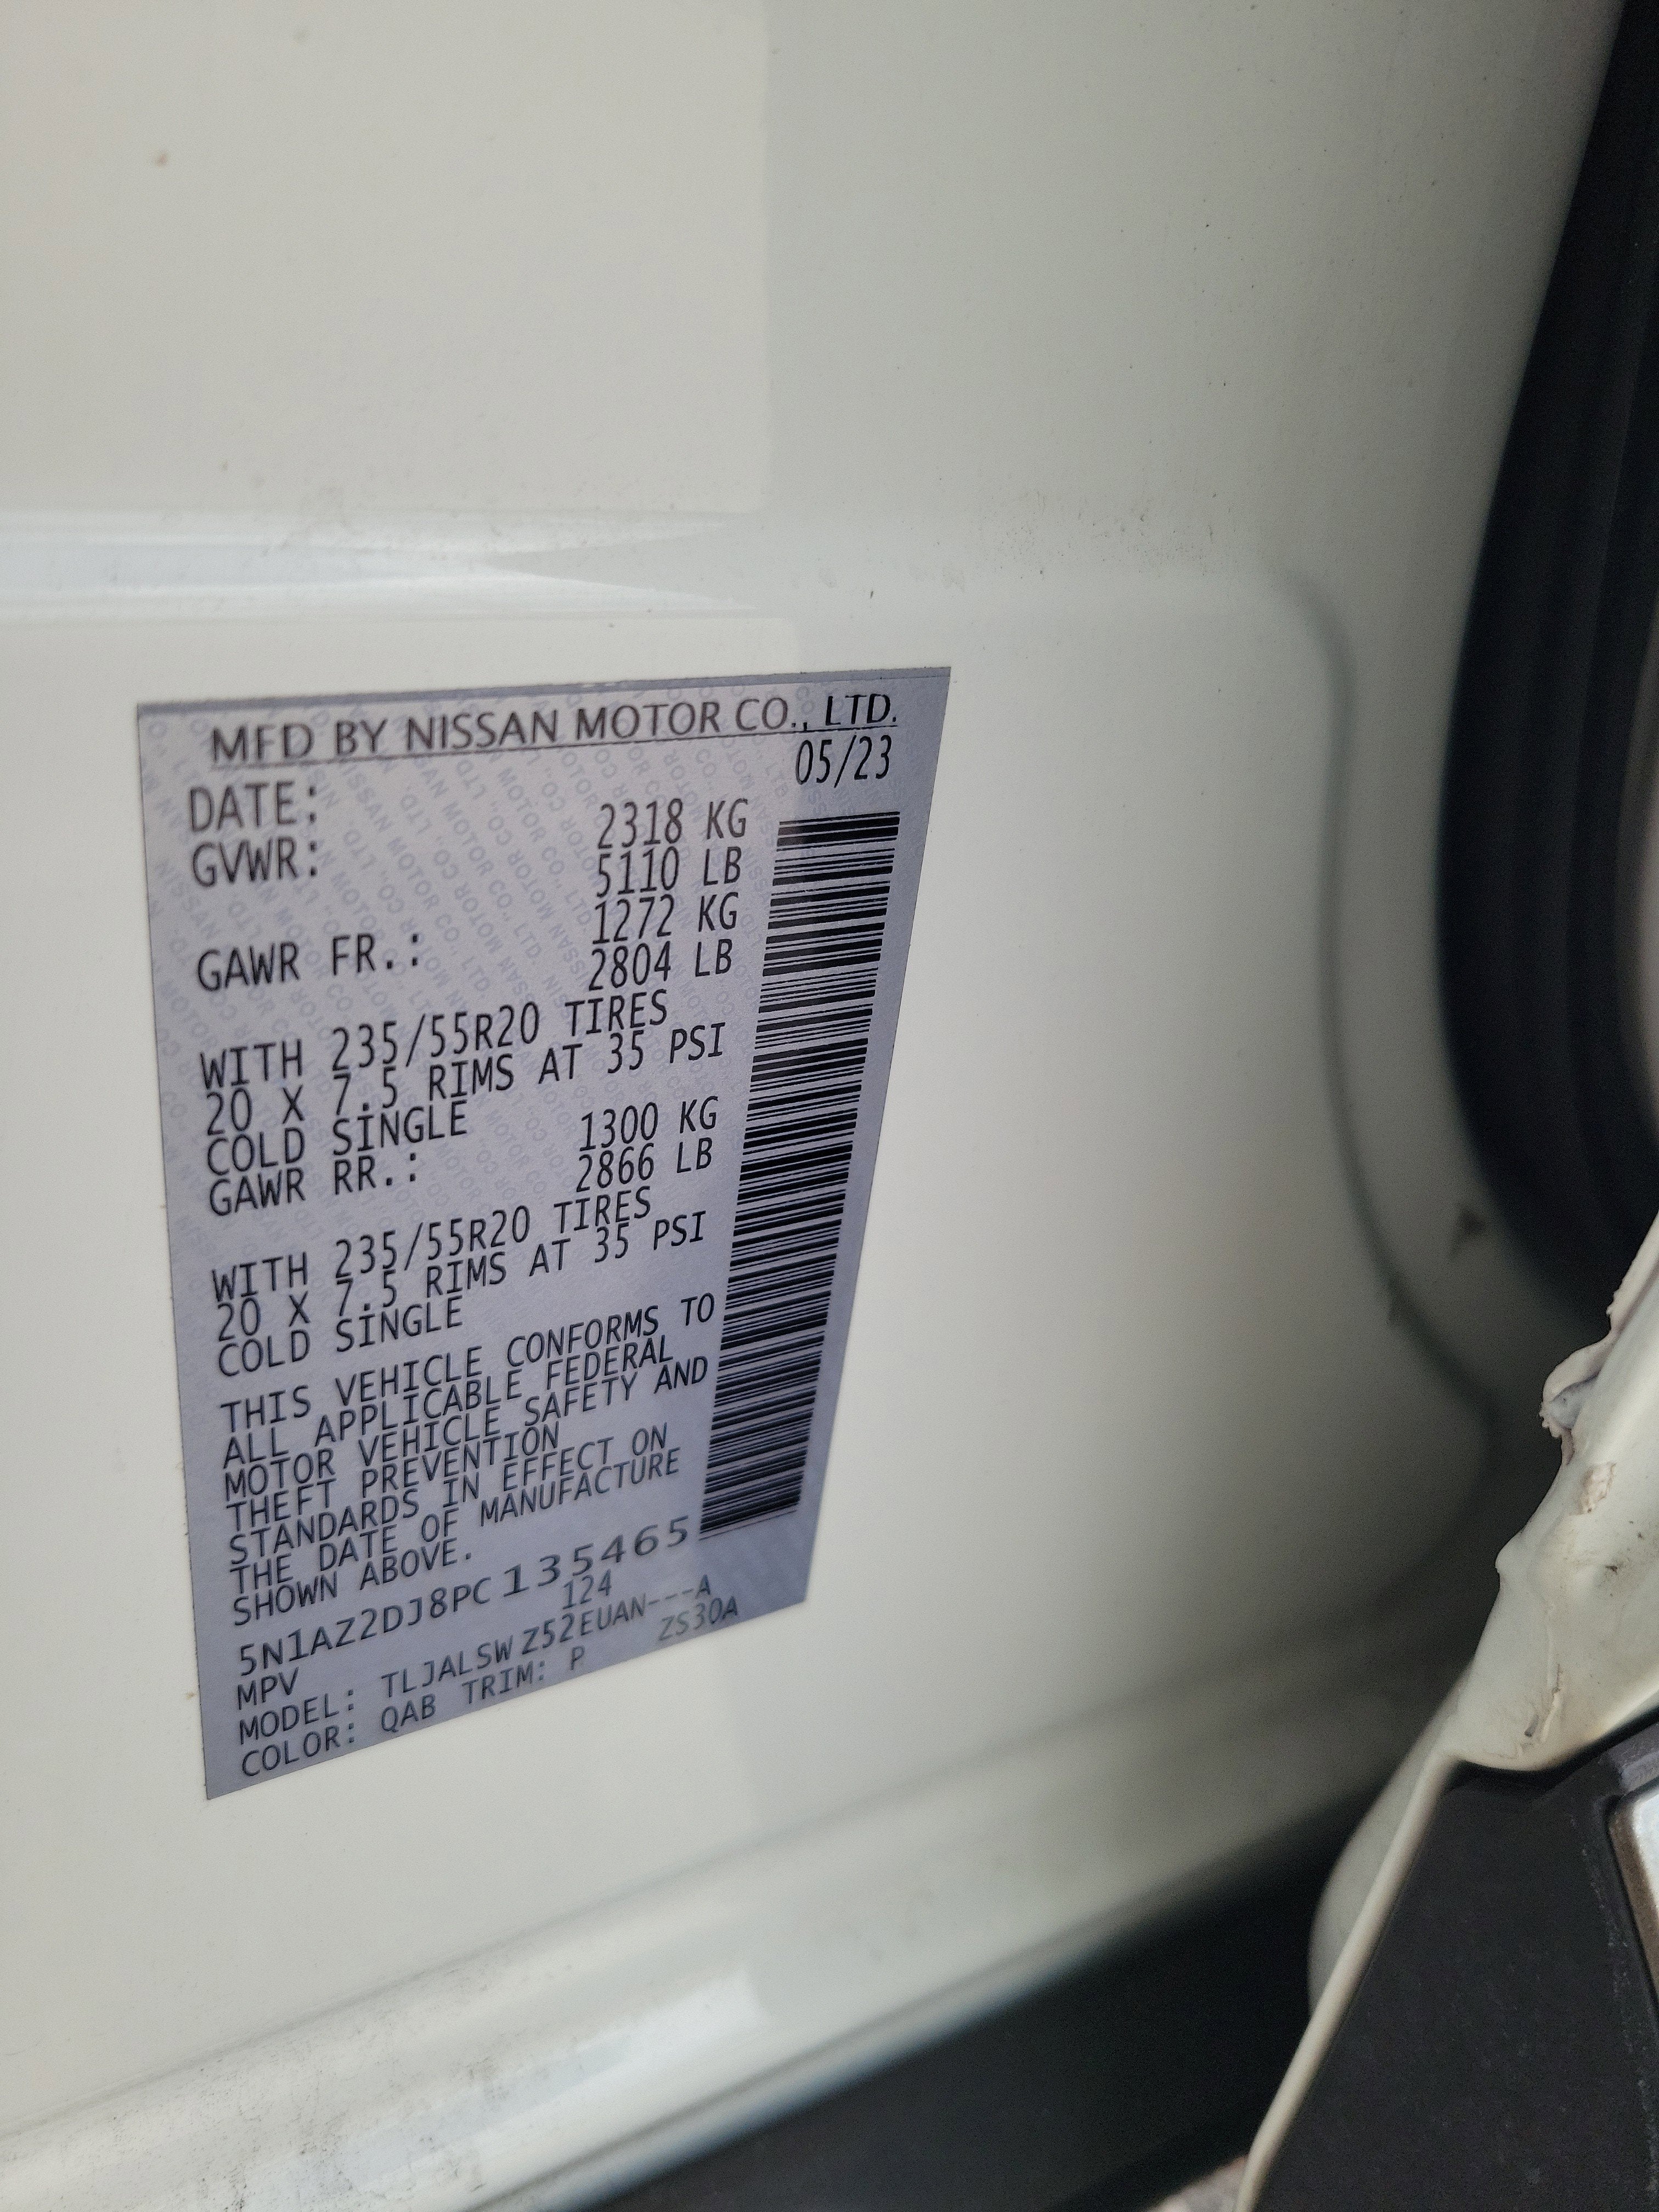 MFD BY NISSAN MOTOR CO., LTD.
DATE: 05/23
GVWR: 2318 KG
5110 LB
GAWR FR.: 1272 KG
2804 LB
WITH 235/55R20 TIRES
20 X 7.5 RIMS AT 35 PSI
COLD SINGLE
GAWR RR.: 1300 KG
2866 LB
WITH 235/55R20 TIRES
20 X 7.5 RIMS AT 35 PSI
COLD SINGLE
THIS VEHICLE CONFORMS TO
ALL APPLICABLE FEDERAL
MOTOR VEHICLE SAFETY AND
THEFT PREVENTION
STANDARDS IN EFFECT ON
THE DATE OF MANUFACTURE
SHOWN ABOVE.
5N1AZ2DJ8PC135465
MPV 124
MODEL: TLJALSWZ52EUAN---A
COLOR: QAB TRIM: P ZS30A